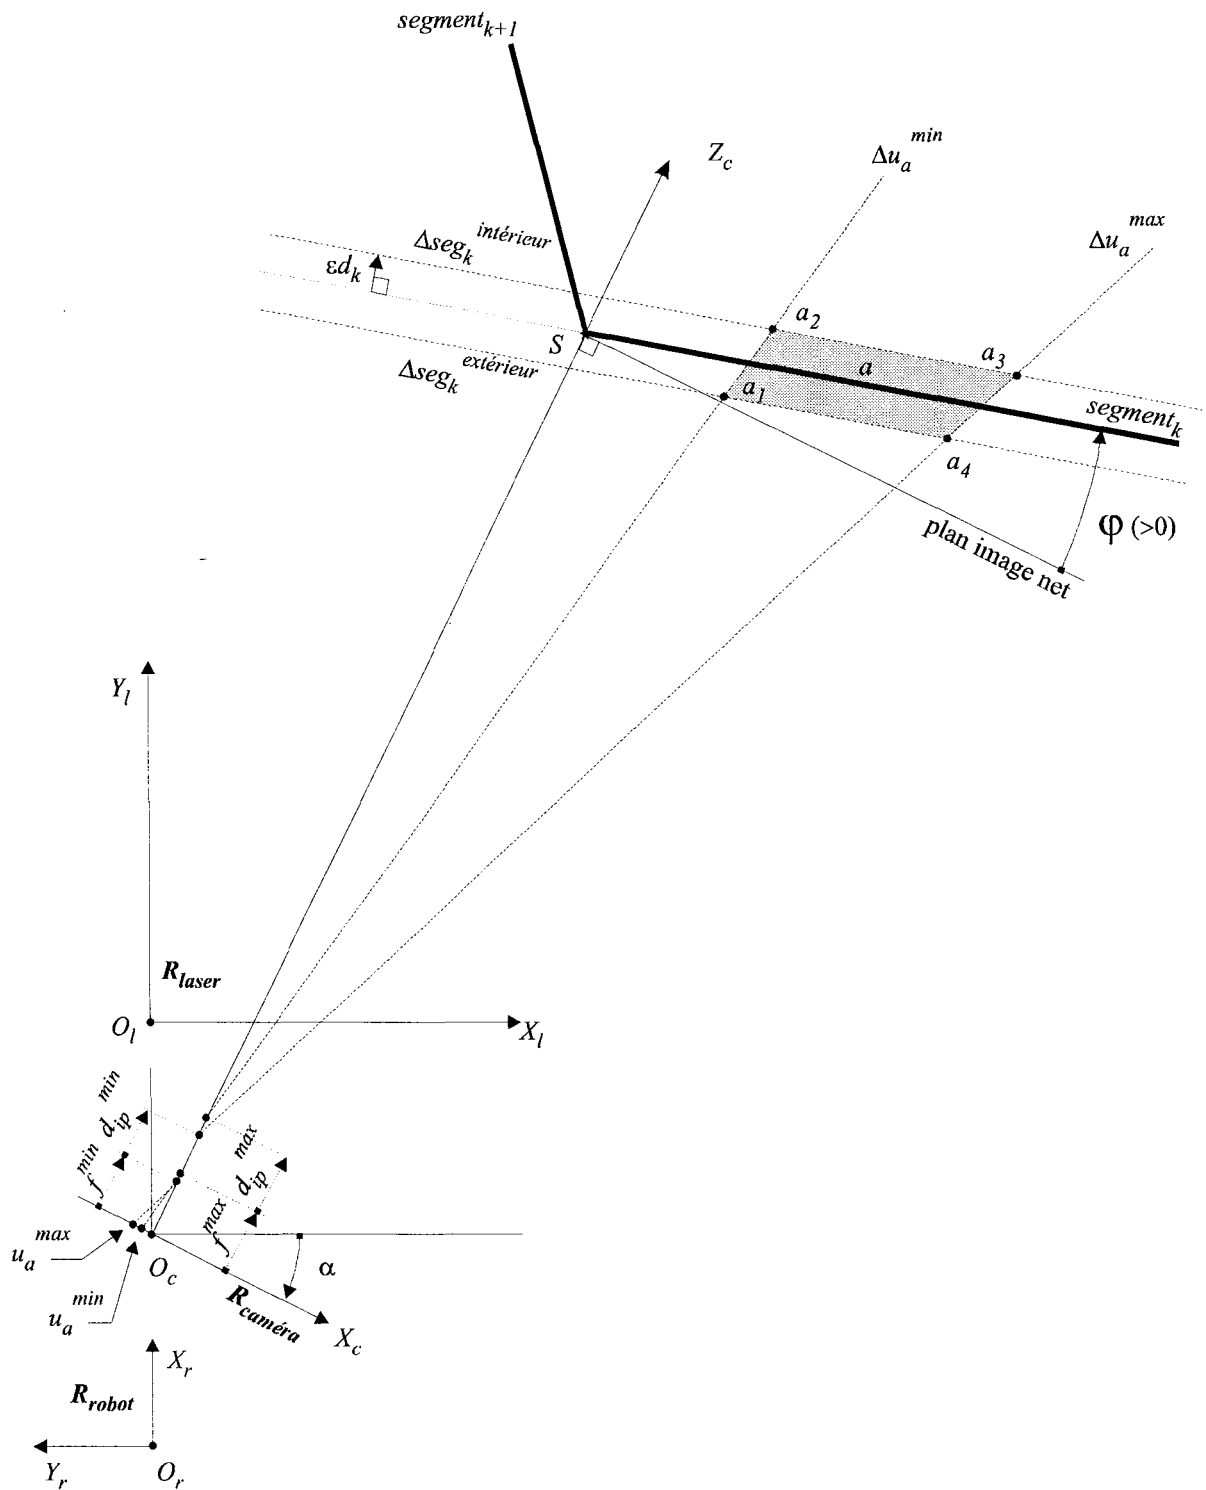 segment_{k+1}
Z_c
Δu_a^{min}
Δu_a^{max}
Δseg_k^{intérieur}
εd_k
a_2
S
a_3
a
Δseg_k^{extérieur}
a_1
segment_k
a_4
φ (>0)
plan image net
Y_l
R_{laser}
O_l
X_l
f^{min}
d_{ip}^{min}
f^{max}
d_{ip}^{max}
u_a^{max}
O_c
α
u_a^{min}
R_{caméra}
X_c
X_r
R_{robot}
Y_r
O_r